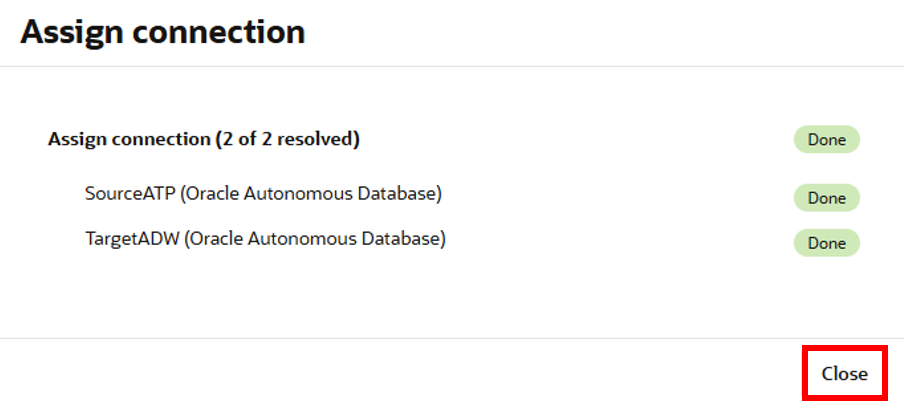 Assign connection
Assign connection (2 of 2 resolved) Done
SourceATP (Oracle Autonomous Database) Done
TargetADW (Oracle Autonomous Database) Done
Close